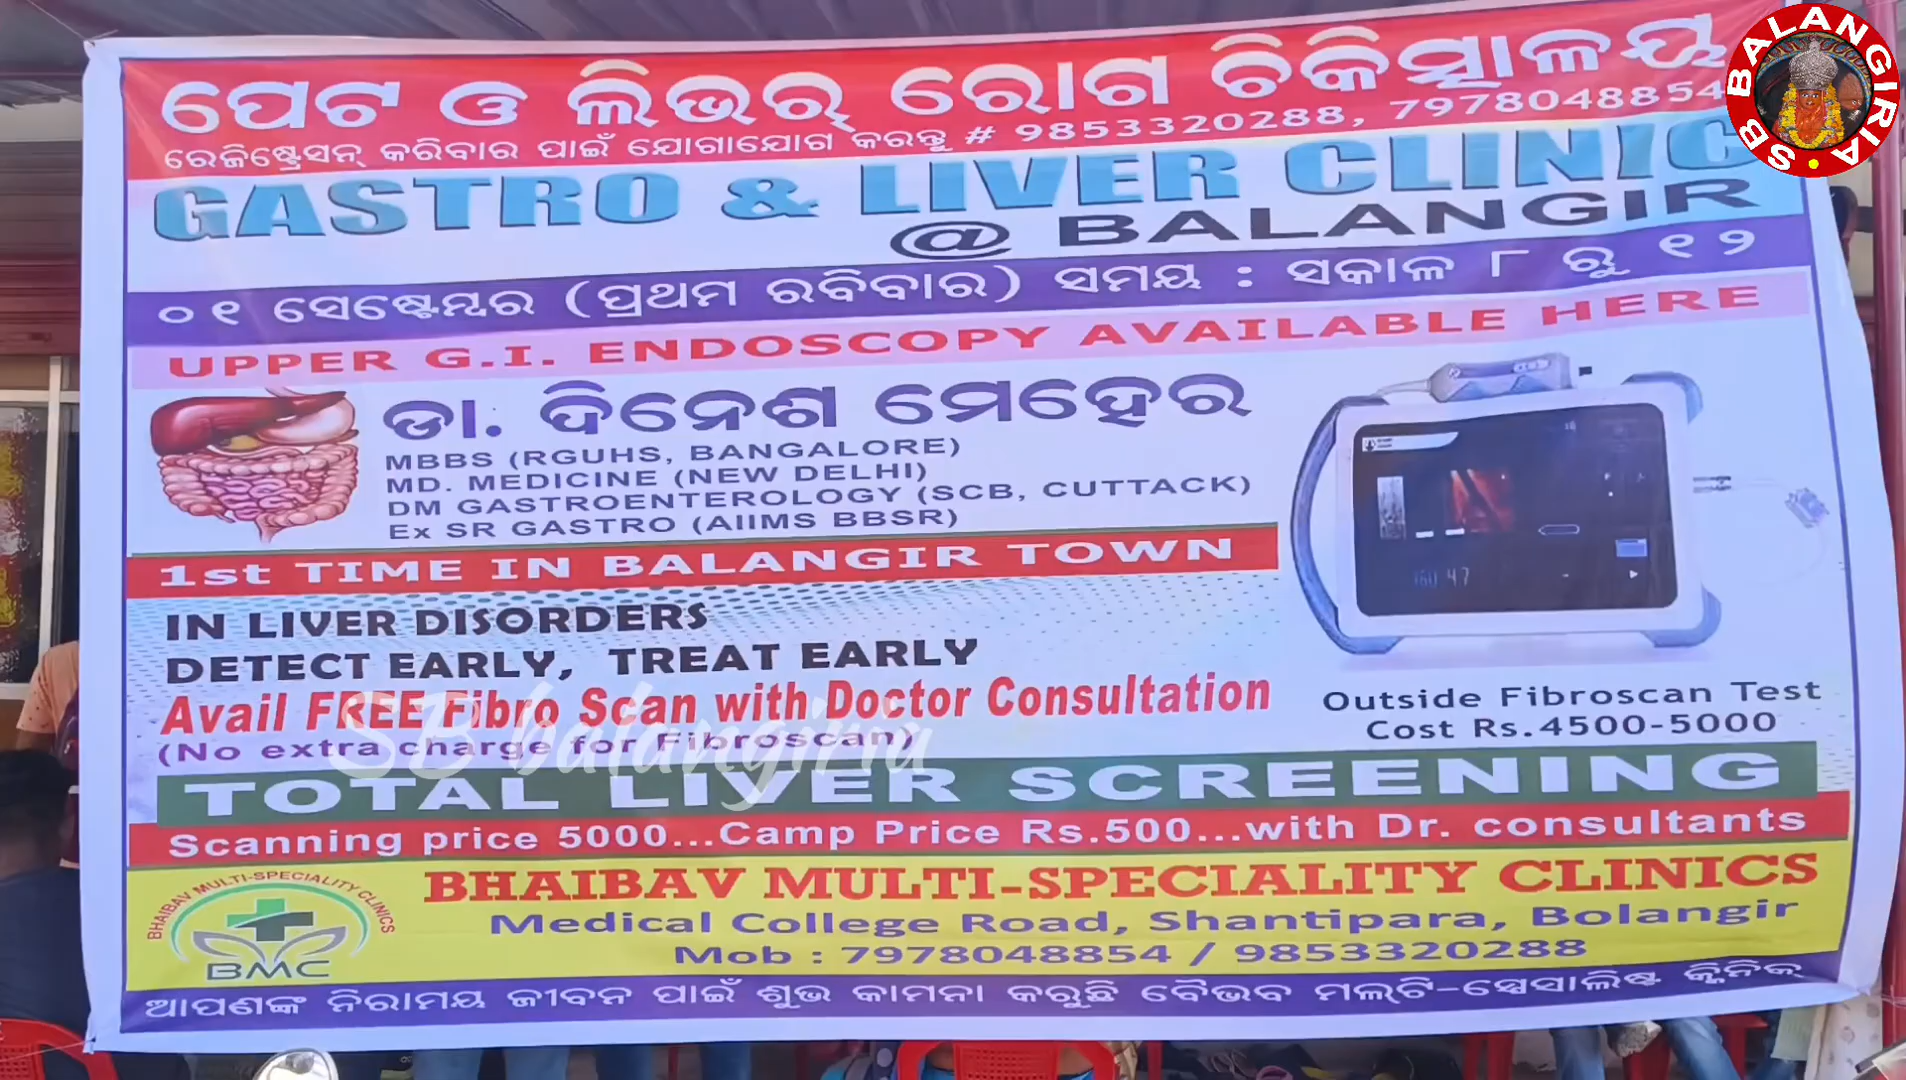 ପେଟ ଓ ଲିଭର୍ ରୋଗ ଚିକିତ୍ସାଳୟ
ରେଜିଷ୍ଟ୍ରେସନ୍ କରିବାର ପାଇଁ ଯୋଗାଯୋଗ କରନ୍ତୁ # 9853320288, 7978048854
GASTRO & LIVER CLINIC
@ BALANGIR
୦୧ ସେଷ୍ଟେମ୍ବର (ପ୍ରଥମ ରବିବାର) ସମୟ : ସକାଳ ୮ ରୁ ୧୨
UPPER G.I. ENDOSCOPY AVAILABLE HERE
ଡା. ଦିନେଶ ମେହେର
MBBS (RGUHS, BANGALORE)
MD. MEDICINE (NEW DELHI)
DM GASTROENTEROLOGY (SCB, CUTTACK)
Ex SR GASTRO (AIIMS BBSR)
1st TIME IN BALANGIR TOWN
IN LIVER DISORDERS
DETECT EARLY, TREAT EARLY
Avail FREE Fibro Scan with Doctor Consultation
(No extra charge for Fibroscan)
Outside Fibroscan Test
Cost Rs.4500-5000
TOTAL LIVER SCREENING
Scanning price 5000...Camp Price Rs.500...with Dr. consultants
BHAIBAV MULTI-SPECIALITY CLINICS
BMC
BHAIBAV MULTI-SPECIALITY CLINICS
Medical College Road, Shantipara, Bolangir
Mob : 7978048854 / 9853320288
ଆପଣଙ୍କ ନିରାମୟ ଜୀବନ ପାଇଁ ଶୁଭ କାମନା କରୁଛି ବୈଭବ ମଲ୍‌ଟି-ସ୍ପେସାଲିଷ୍ଟ କ୍ଲିନିକ
SB BALANGIRIA
SB balangiria